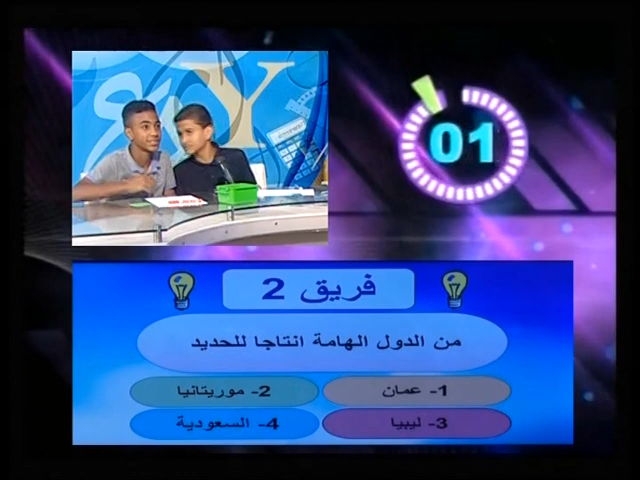 01
فريق 2
من الدول الهامة انتاجا للحديد
1- عمان
2- موريتانيا
3- ليبيا
4- السعودية